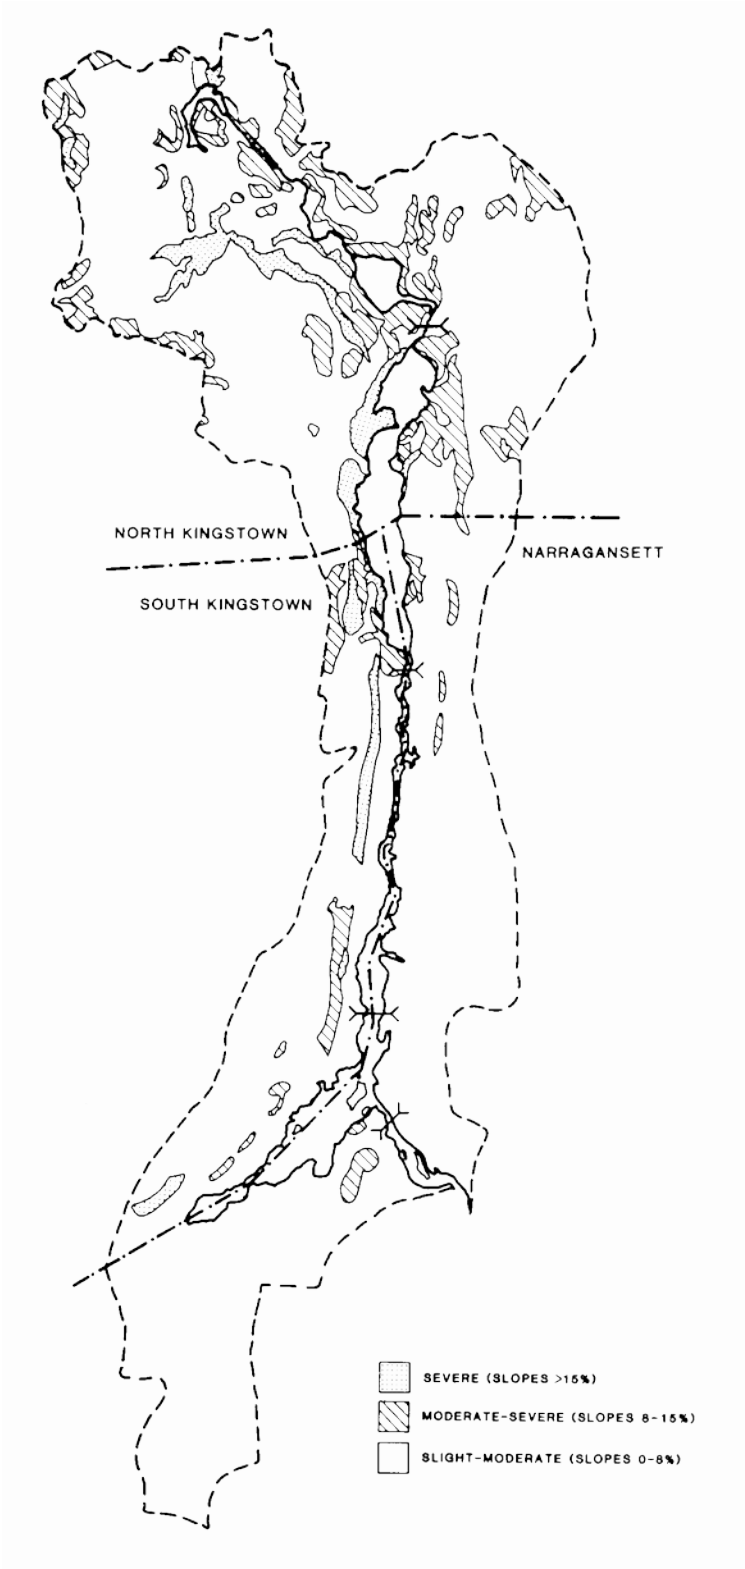 NORTH KINGSTOWN
NARRAGANSETT
SOUTH KINGSTOWN
SEVERE (SLOPES >15%)
MODERATE-SEVERE (SLOPES 8-15%)
SLIGHT-MODERATE (SLOPES 0-8%)